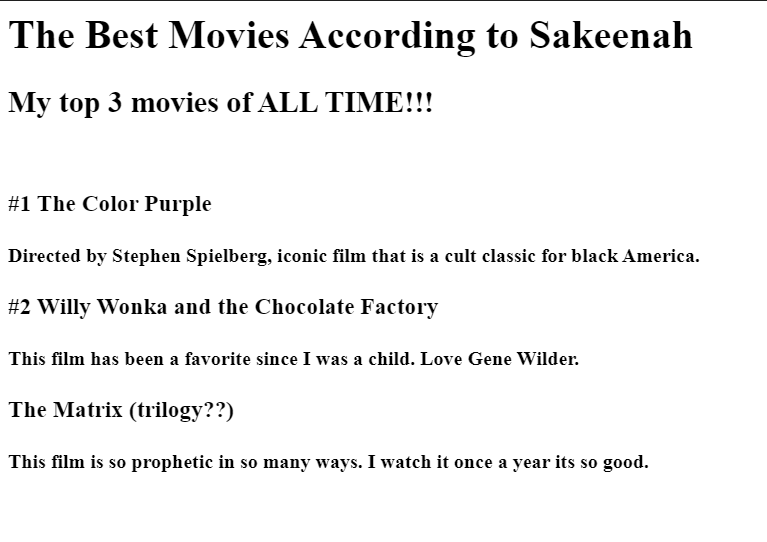 The Best Movies According to Sakeenah
My top 3 movies of ALL TIME!!!
#1 The Color Purple
Directed by Stephen Spielberg, iconic film that is a cult classic for black America.
#2 Willy Wonka and the Chocolate Factory
This film has been a favorite since I was a child. Love Gene Wilder.
The Matrix (trilogy??)
This film is so prophetic in so many ways. I watch it once a year its so good.